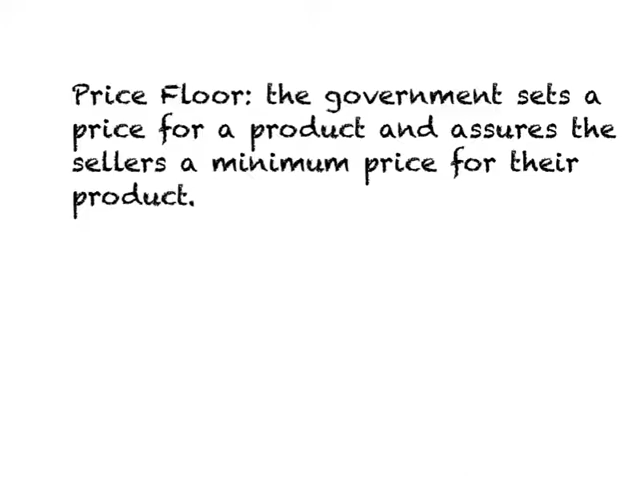 Price Floor: the government sets a
price for a product and assures the
sellers a minimum price for their
product.